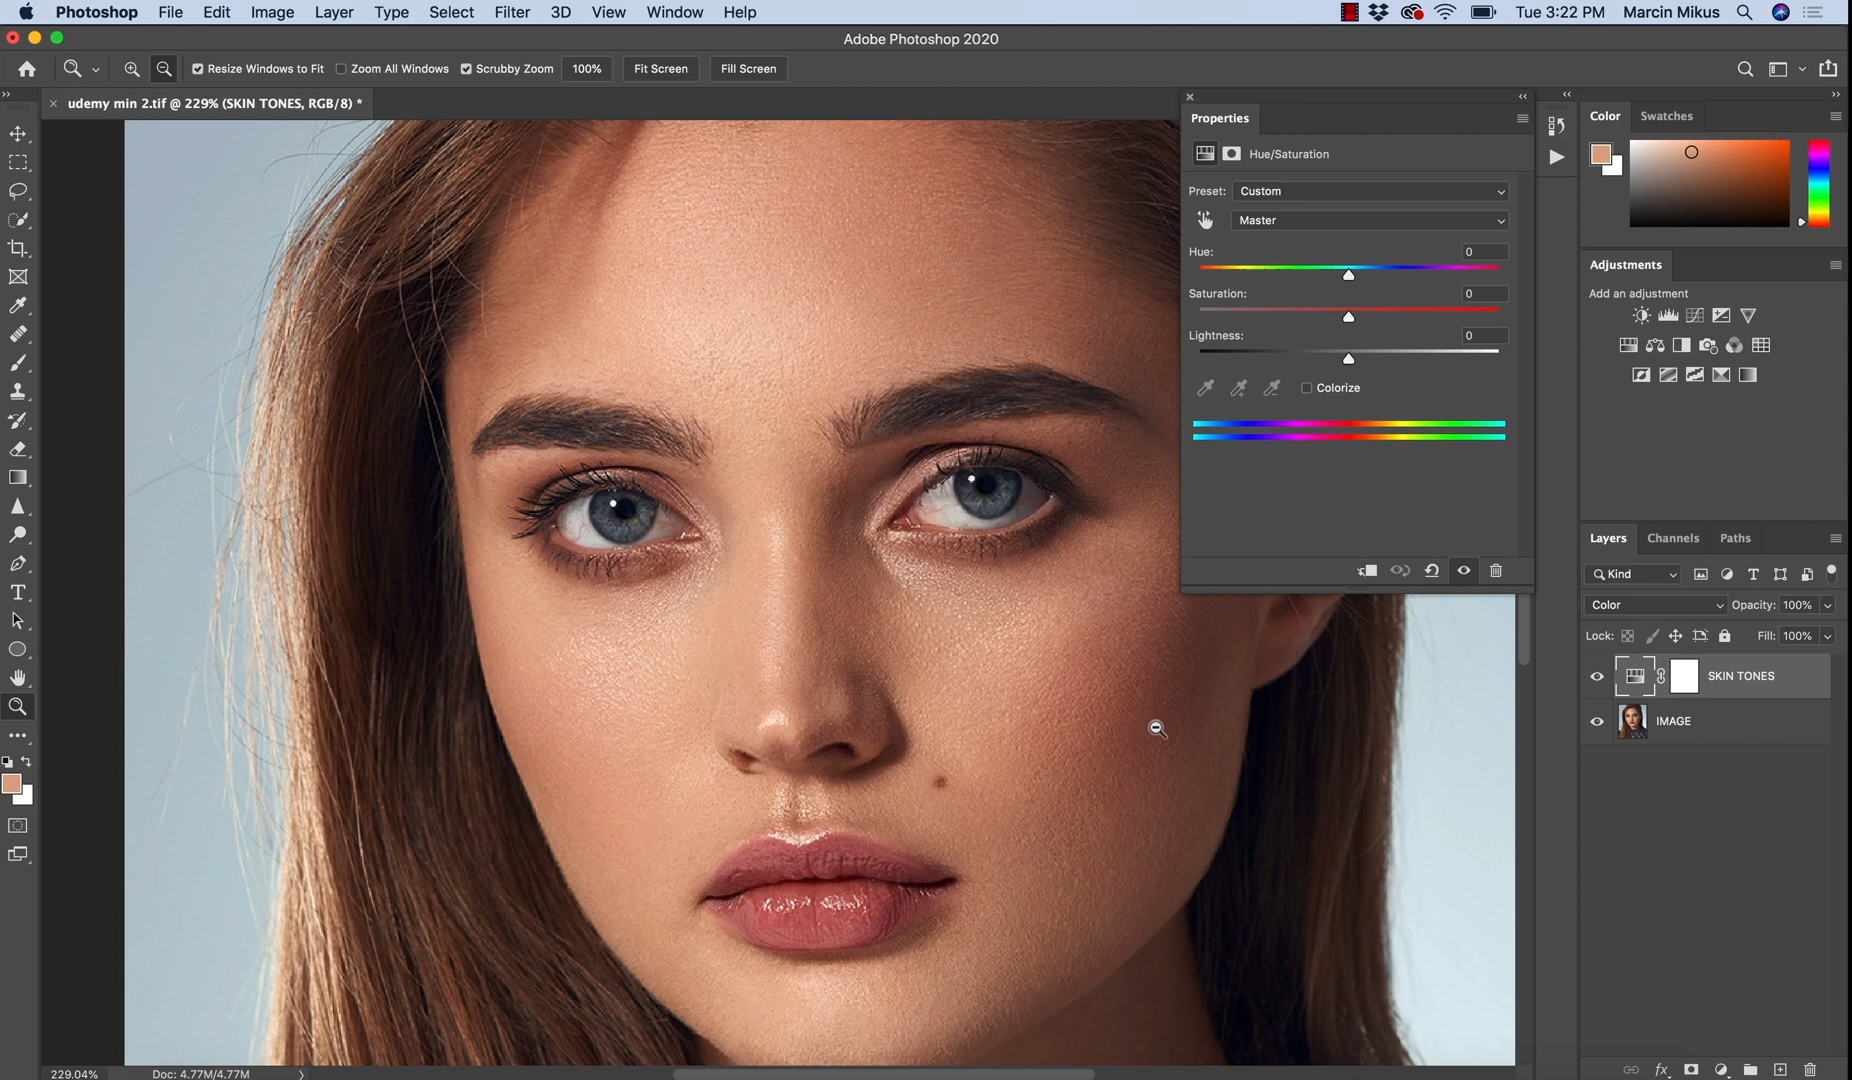 Photoshop File Edit Image Layer Type Select Filter 3D View Window Help Tue 3:22 PM Marcin Mikus
Adobe Photoshop 2020
Resize Windows to Fit Zoom All Windows Scrubby Zoom 100% Fit Screen Fill Screen
udemy min 2.tif @ 229% (SKIN TONES, RGB/8) *
Properties
Hue/Saturation
Preset: Custom
Master
Hue: 0
Saturation: 0
Lightness: 0
Colorize
Color Swatches
Adjustments
Add an adjustment
Layers Channels Paths
Kind
Color Opacity: 100%
Lock: Fill: 100%
SKIN TONES
IMAGE
229.04% Doc: 4.77M/4.77M